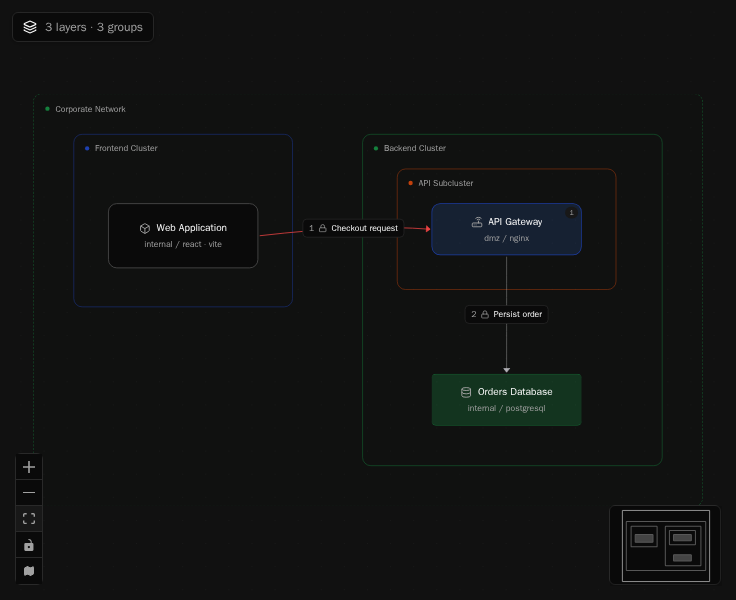 3 layers · 3 groups
Corporate Network
Frontend Cluster
Backend Cluster
API Subcluster
Web Application
internal / react · vite
1 Checkout request
API Gateway
1
dmz / nginx
2 Persist order
Orders Database
internal / postgresql